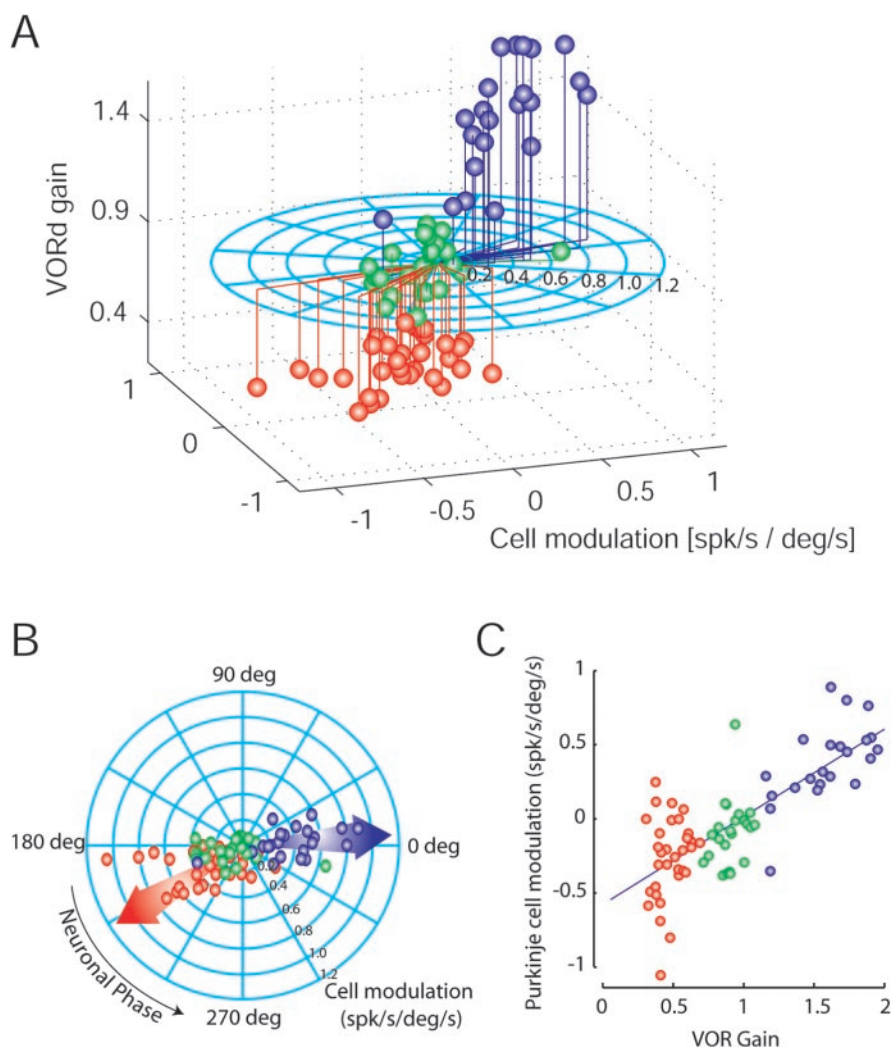 A
VORd gain
1.4
0.9
0.4
0.2 0.4 0.6 0.8 1.0 1.2
1
0
-1
-1
-0.5
0
0.5
1
Cell modulation [spk/s / deg/s]
B
90 deg
180 deg
0 deg
0.2
0.4
0.6
0.8
1.0
1.2
Neuronal Phase
270 deg
Cell modulation
(spk/s/deg/s)
C
Purkinje cell modulation (spk/s/deg/s)
1
0.5
0
-0.5
-1
0 0.5 1 1.5 2
VOR Gain